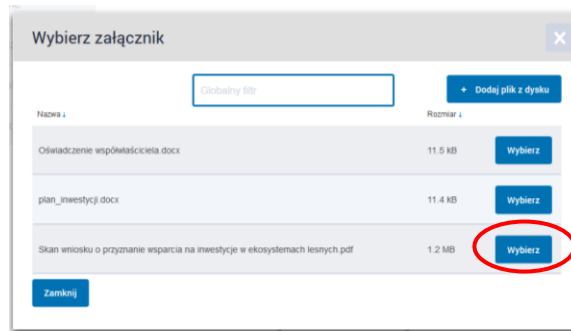 Wybierz załącznik
X
Globalny filtr
+ Dodaj plik z dysku
Nazwa ↓ Rozmiar ↓
Oświadczenie współwłaściciela.docx 11.5 kB Wybierz
plan_inwestycji.docx 11.4 kB Wybierz
Skan wniosku o przyznanie wsparcia na inwestycje w ekosystemach lesnych.pdf 1.2 MB Wybierz
Zamknij